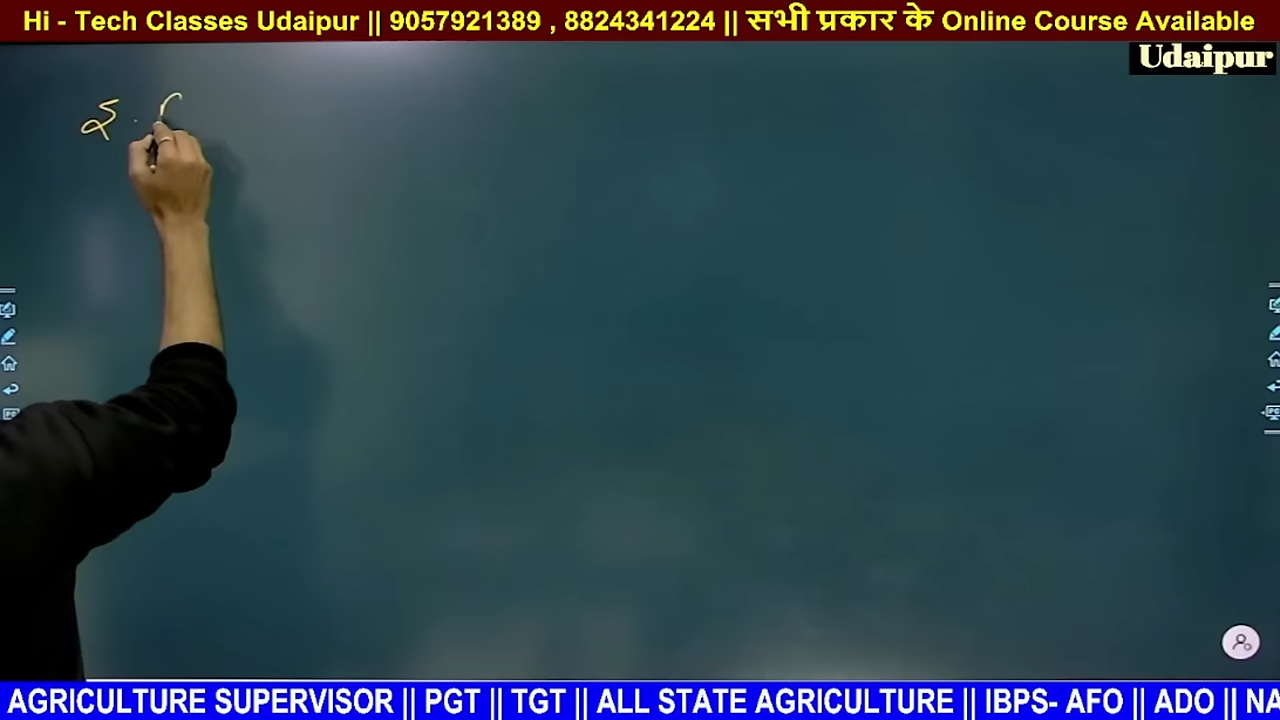 Hi - Tech Classes Udaipur || 9057921389 , 8824341224 || सभी प्रकार के Online Course Available
Udaipur
AGRICULTURE SUPERVISOR || PGT || TGT || ALL STATE AGRICULTURE || IBPS- AFO || ADO || NA